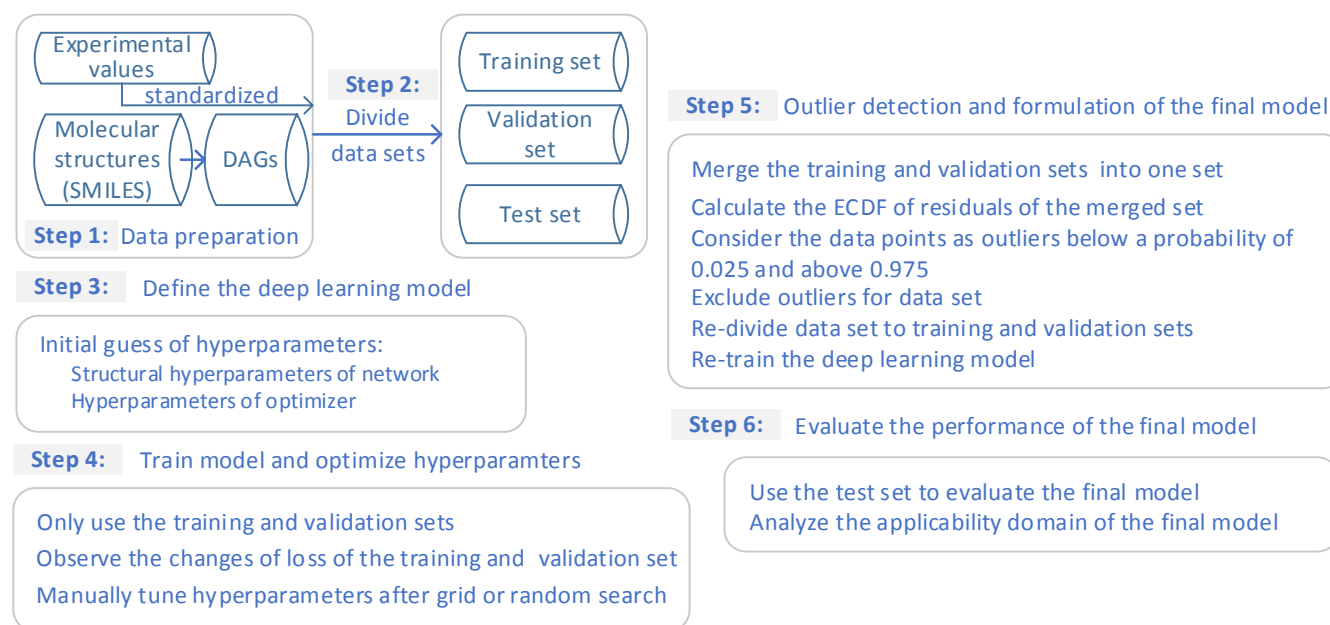 Experimental
values
standardized
Molecular
structures
(SMILES)
DAGs
Step 1: Data preparation
Step 2:
Divide
data sets
Training set
Validation
set
Test set
Step 3: Define the deep learning model
Initial guess of hyperparameters:
Structural hyperparameters of network
Hyperparameters of optimizer
Step 4: Train model and optimize hyperparamters
Only use the training and validation sets
Observe the changes of loss of the training and validation set
Manually tune hyperparameters after grid or random search
Step 5: Outlier detection and formulation of the final model
Merge the training and validation sets into one set
Calculate the ECDF of residuals of the merged set
Consider the data points as outliers below a probability of
0.025 and above 0.975
Exclude outliers for data set
Re-divide data set to training and validation sets
Re-train the deep learning model
Step 6: Evaluate the performance of the final model
Use the test set to evaluate the final model
Analyze the applicability domain of the final model